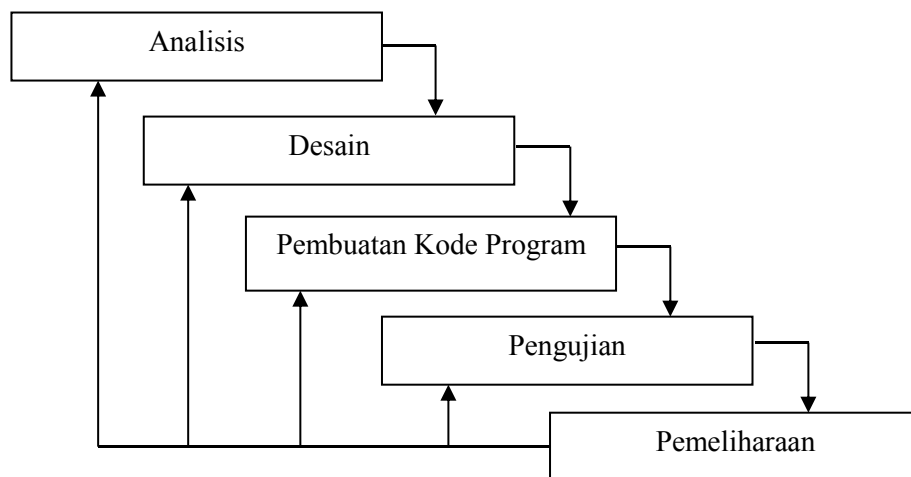 Analisis
Desain
Pembuatan Kode Program
Pengujian
Pemeliharaan